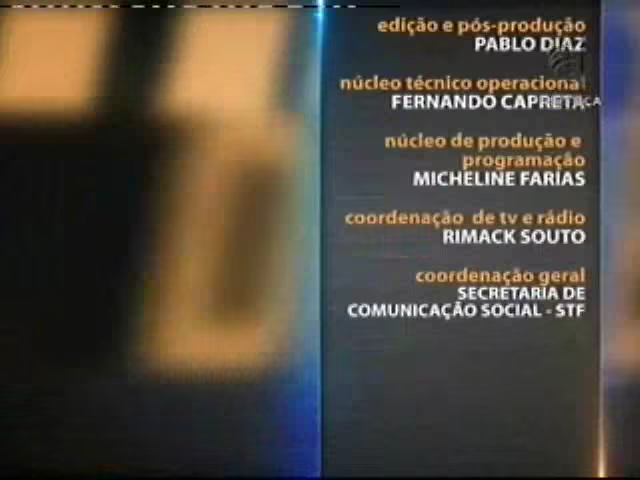 edição e pós-produção
PABLO DIAZ
núcleo técnico operacional
FERNANDO CAPRETA
núcleo de produção e
programação
MICHELINE FARIAS
coordenação de tv e rádio
RIMACK SOUTO
coordenação geral
SECRETARIA DE
COMUNICAÇÃO SOCIAL - STF